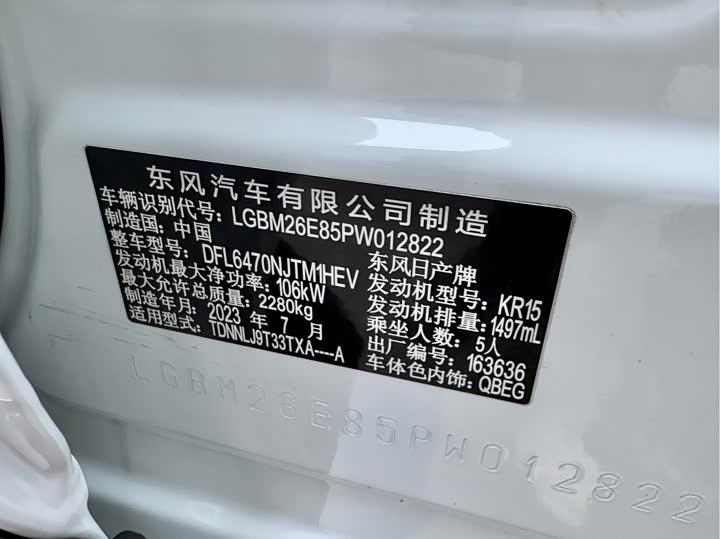 东风汽车有限公司制造
车辆识别代号: LGBM26E85PW012822
制造国: 中国 东风日产牌
整车型号: DFL6470NJTM1HEV 发动机型号: KR15
发动机最大净功率: 106kW 发动机排量: 1497mL
最大允许总质量: 2280kg 乘坐人数: 5人
制造年月: 2023 年 7 月 出厂编号: 163636
适用型式: TDNNLJ9T33TXA----A 车体色内饰: QBEG
LGBM26E85PW012822